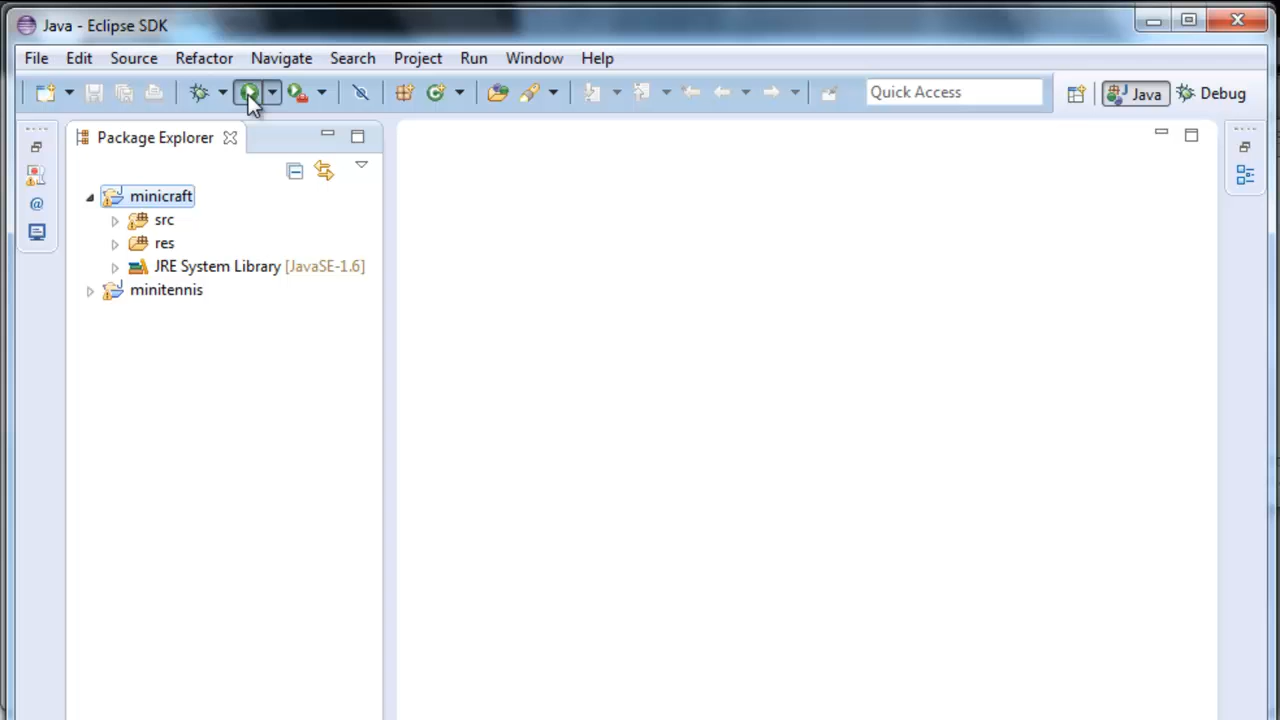 Java - Eclipse SDK
File Edit Source Refactor Navigate Search Project Run Window Help
Quick Access Java Debug
Package Explorer
minicraft
src
res
JRE System Library [JavaSE-1.6]
minitennis